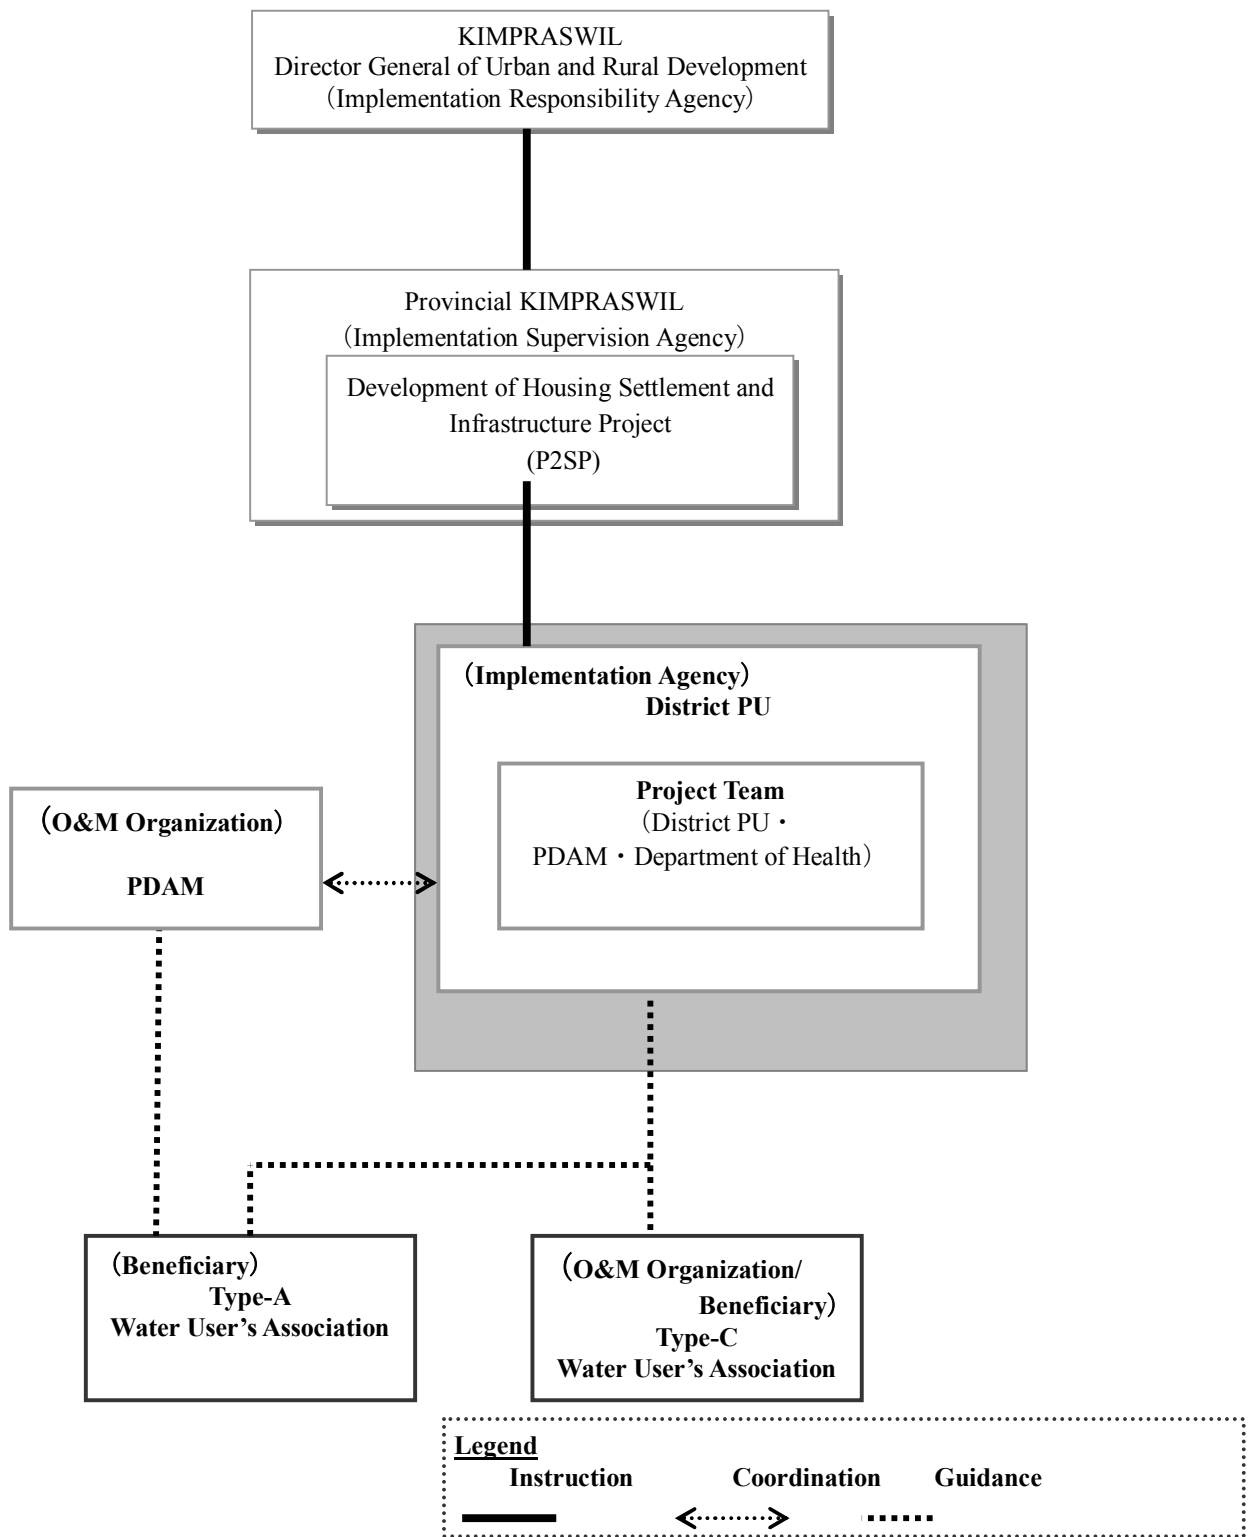 KIMPRASWIL
Director General of Urban and Rural Development
（Implementation Responsibility Agency）
Provincial KIMPRASWIL
（Implementation Supervision Agency）
Development of Housing Settlement and
Infrastructure Project
(P2SP)
（Implementation Agency）
District PU
Project Team
（District PU・
PDAM・Department of Health）
（O&M Organization）
PDAM
（Beneficiary）
Type-A
Water User’s Association
（O&M Organization/
Beneficiary）
Type-C
Water User’s Association
Legend
Instruction Coordination Guidance